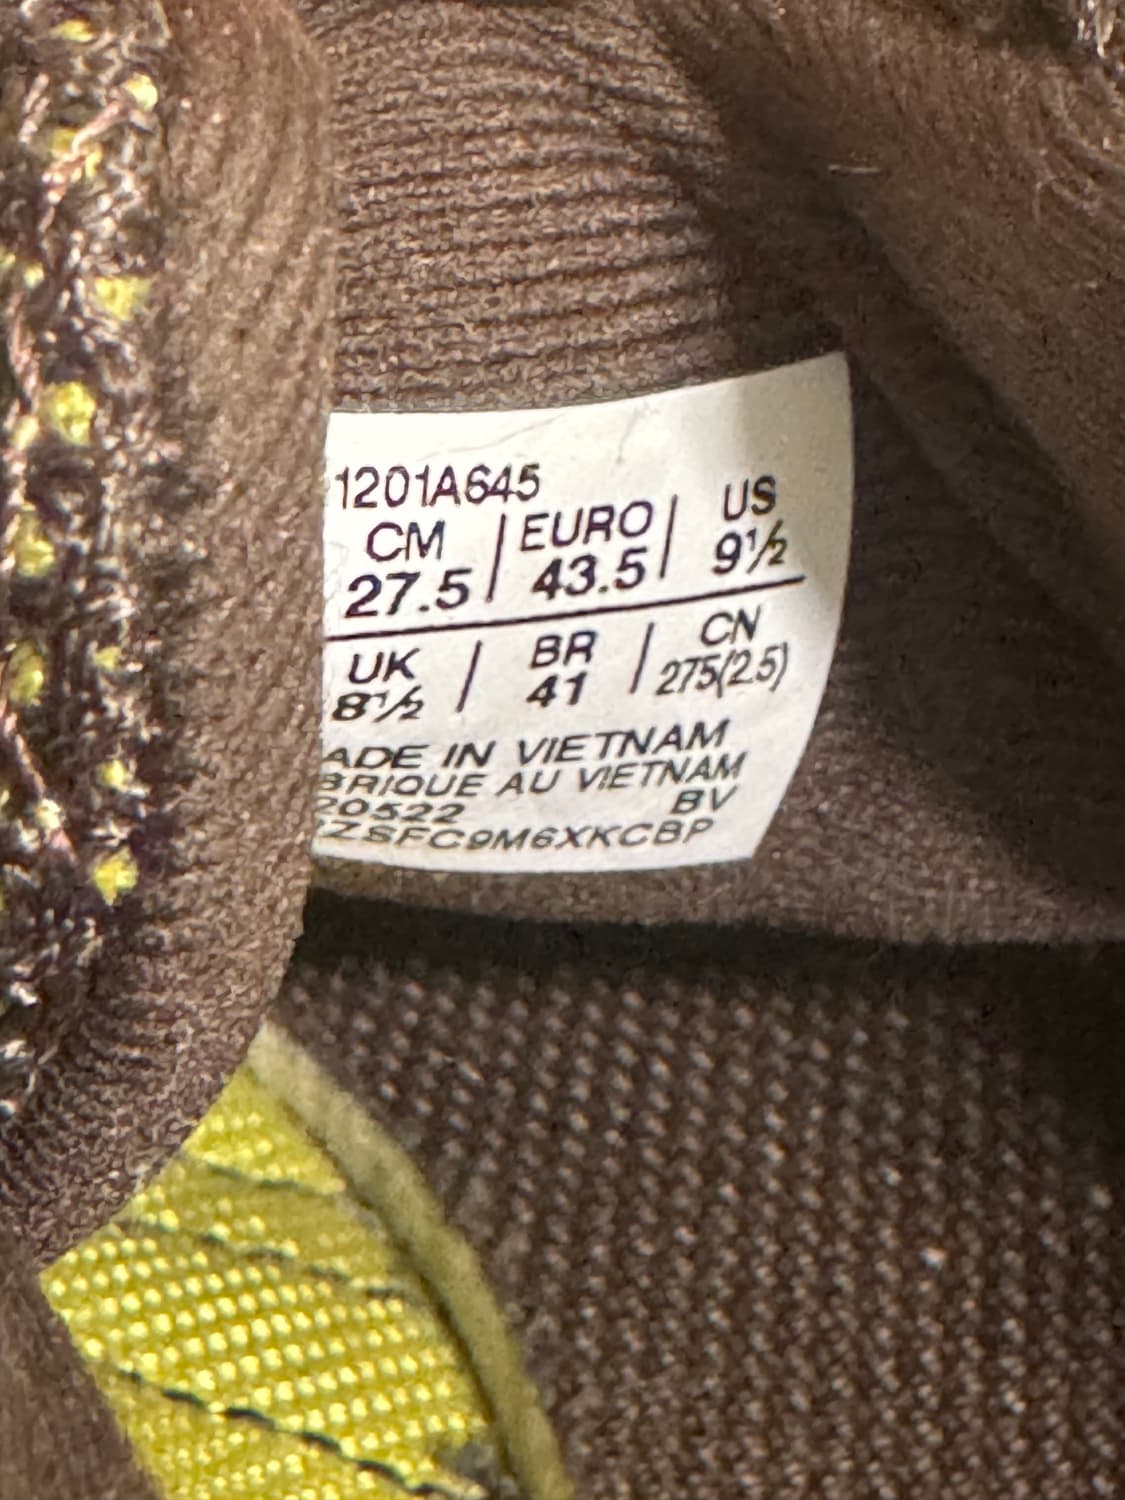 1201A645
CM | EURO | US
27.5 | 43.5 | 9½
UK | BR | CN
8½ | 41 | 275(2.5)
ADE IN VIETNAM
BRIQUE AU VIETNAM
20522 BV
ZSFC9M6XKCBP